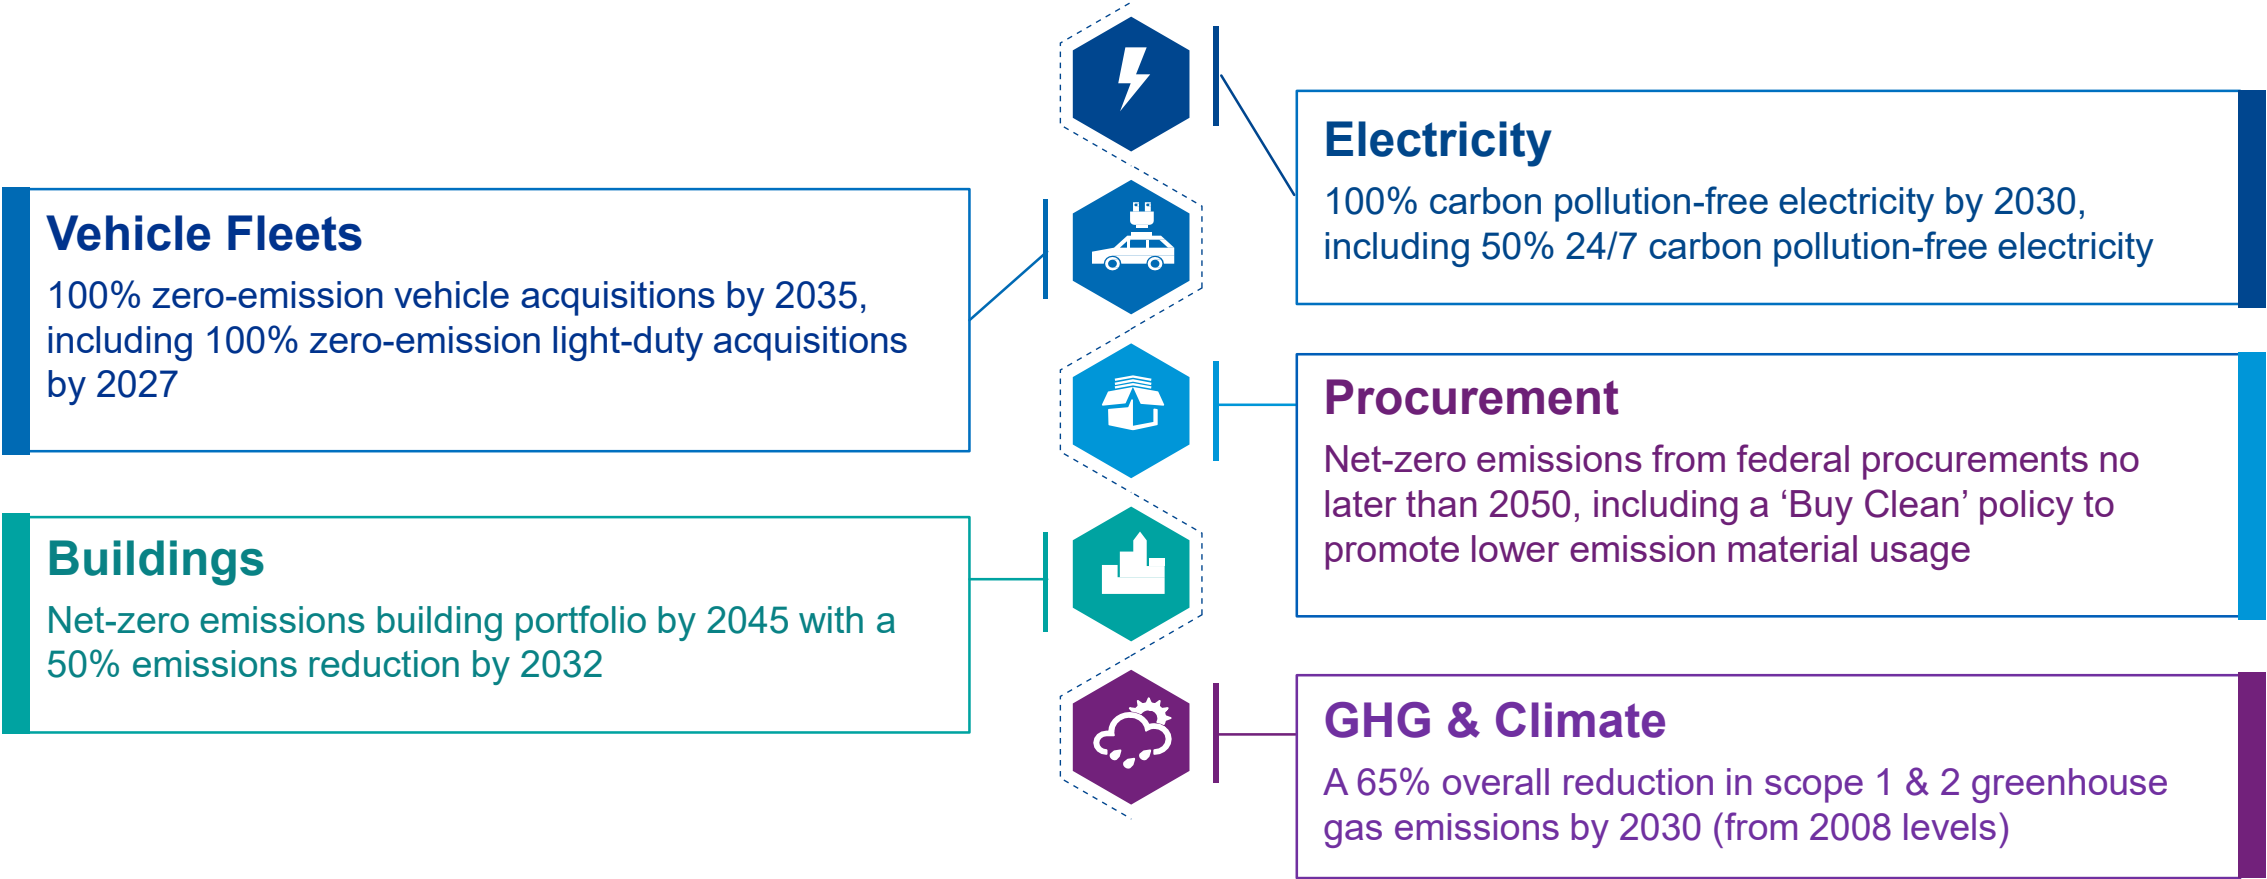 Electricity
100% carbon pollution-free electricity by 2030,
including 50% 24/7 carbon pollution-free electricity
Vehicle Fleets
100% zero-emission vehicle acquisitions by 2035,
including 100% zero-emission light-duty acquisitions
by 2027
Procurement
Net-zero emissions from federal procurements no
later than 2050, including a ‘Buy Clean’ policy to
promote lower emission material usage
Buildings
Net-zero emissions building portfolio by 2045 with a
50% emissions reduction by 2032
GHG & Climate
A 65% overall reduction in scope 1 & 2 greenhouse
gas emissions by 2030 (from 2008 levels)